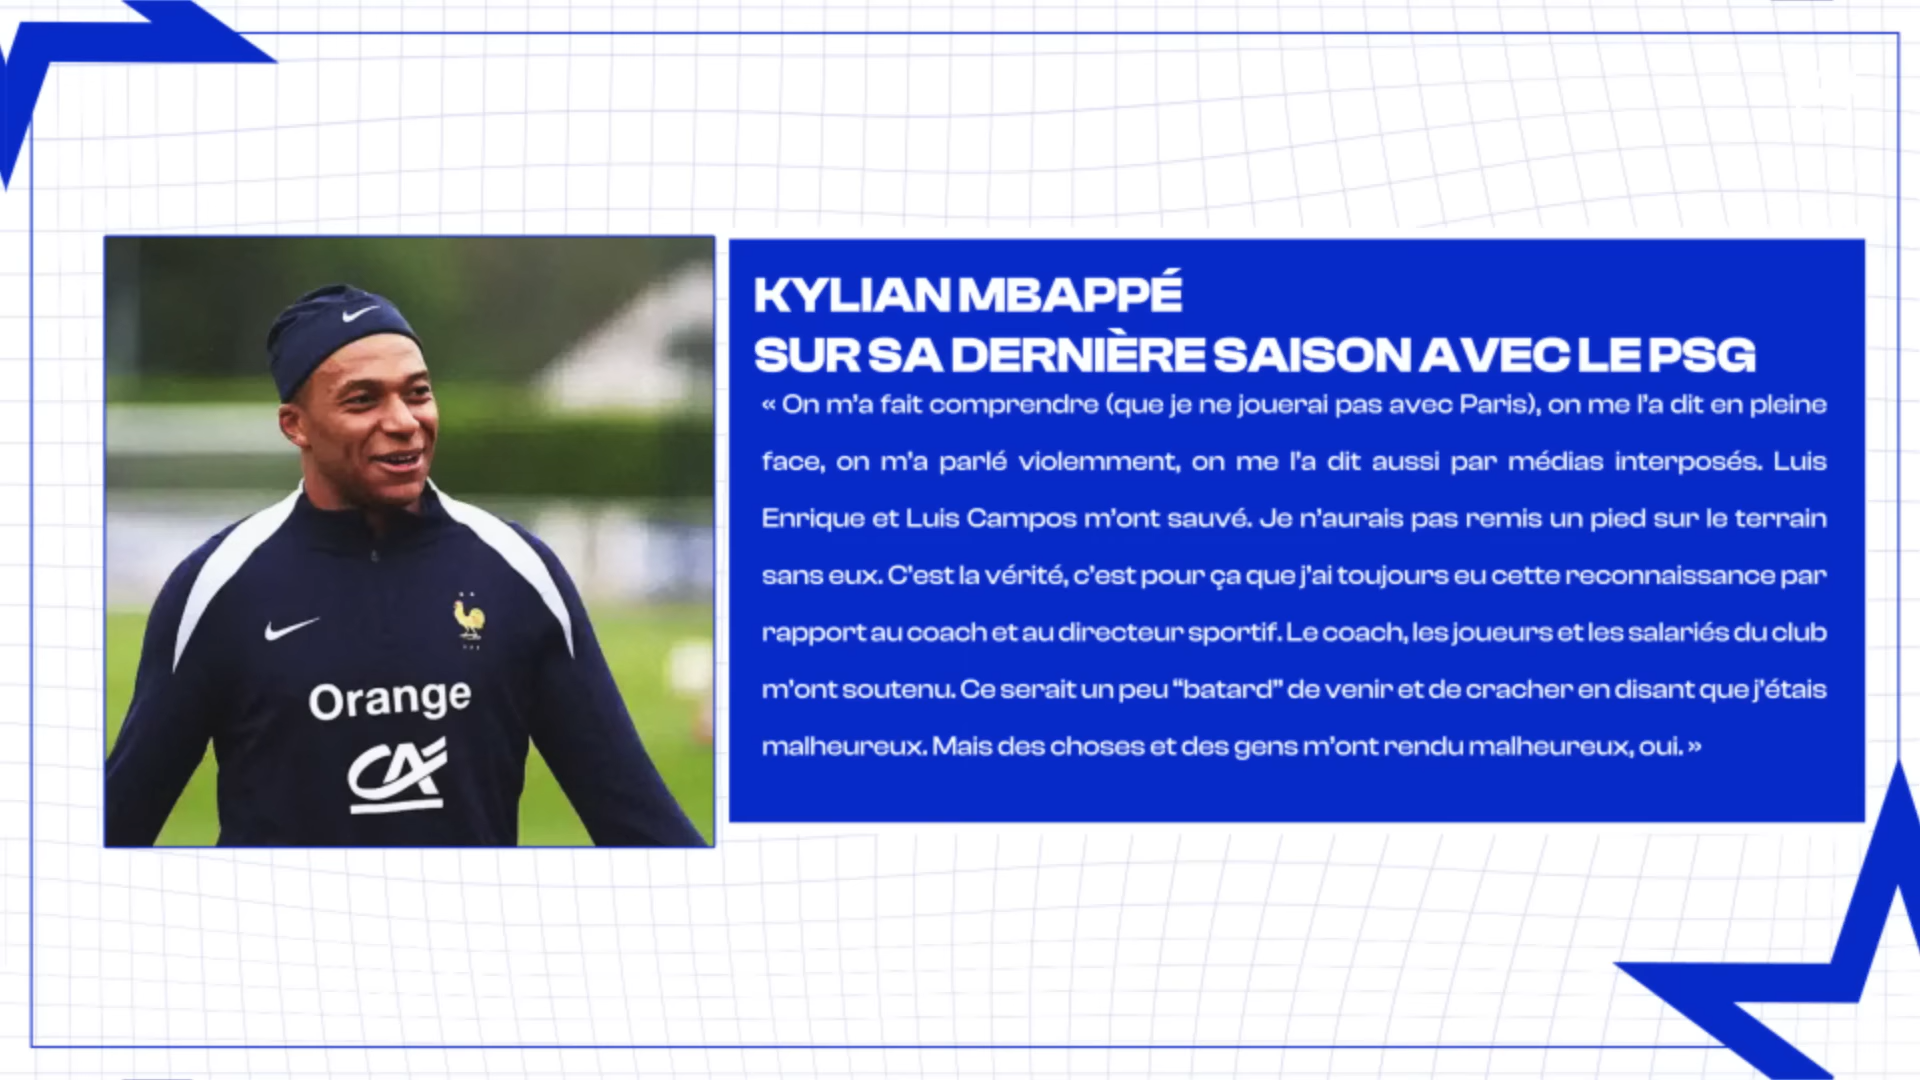 KYLIAN MBAPPÉ
SUR SA DERNIÈRE SAISON AVEC LE PSG
« On m'a fait comprendre (que je ne jouerai pas avec Paris), on me l'a dit en pleine
face, on m'a parlé violemment, on me l'a dit aussi par médias interposés. Luis
Enrique et Luis Campos m'ont sauvé. Je n'aurais pas remis un pied sur le terrain
sans eux. C'est la vérité, c'est pour ça que j'ai toujours eu cette reconnaissance par
rapport au coach et au directeur sportif. Le coach, les joueurs et les salariés du club
m'ont soutenu. Ce serait un peu “batard” de venir et de cracher en disant que j'étais
malheureux. Mais des choses et des gens m'ont rendu malheureux, oui. »
Orange
CA